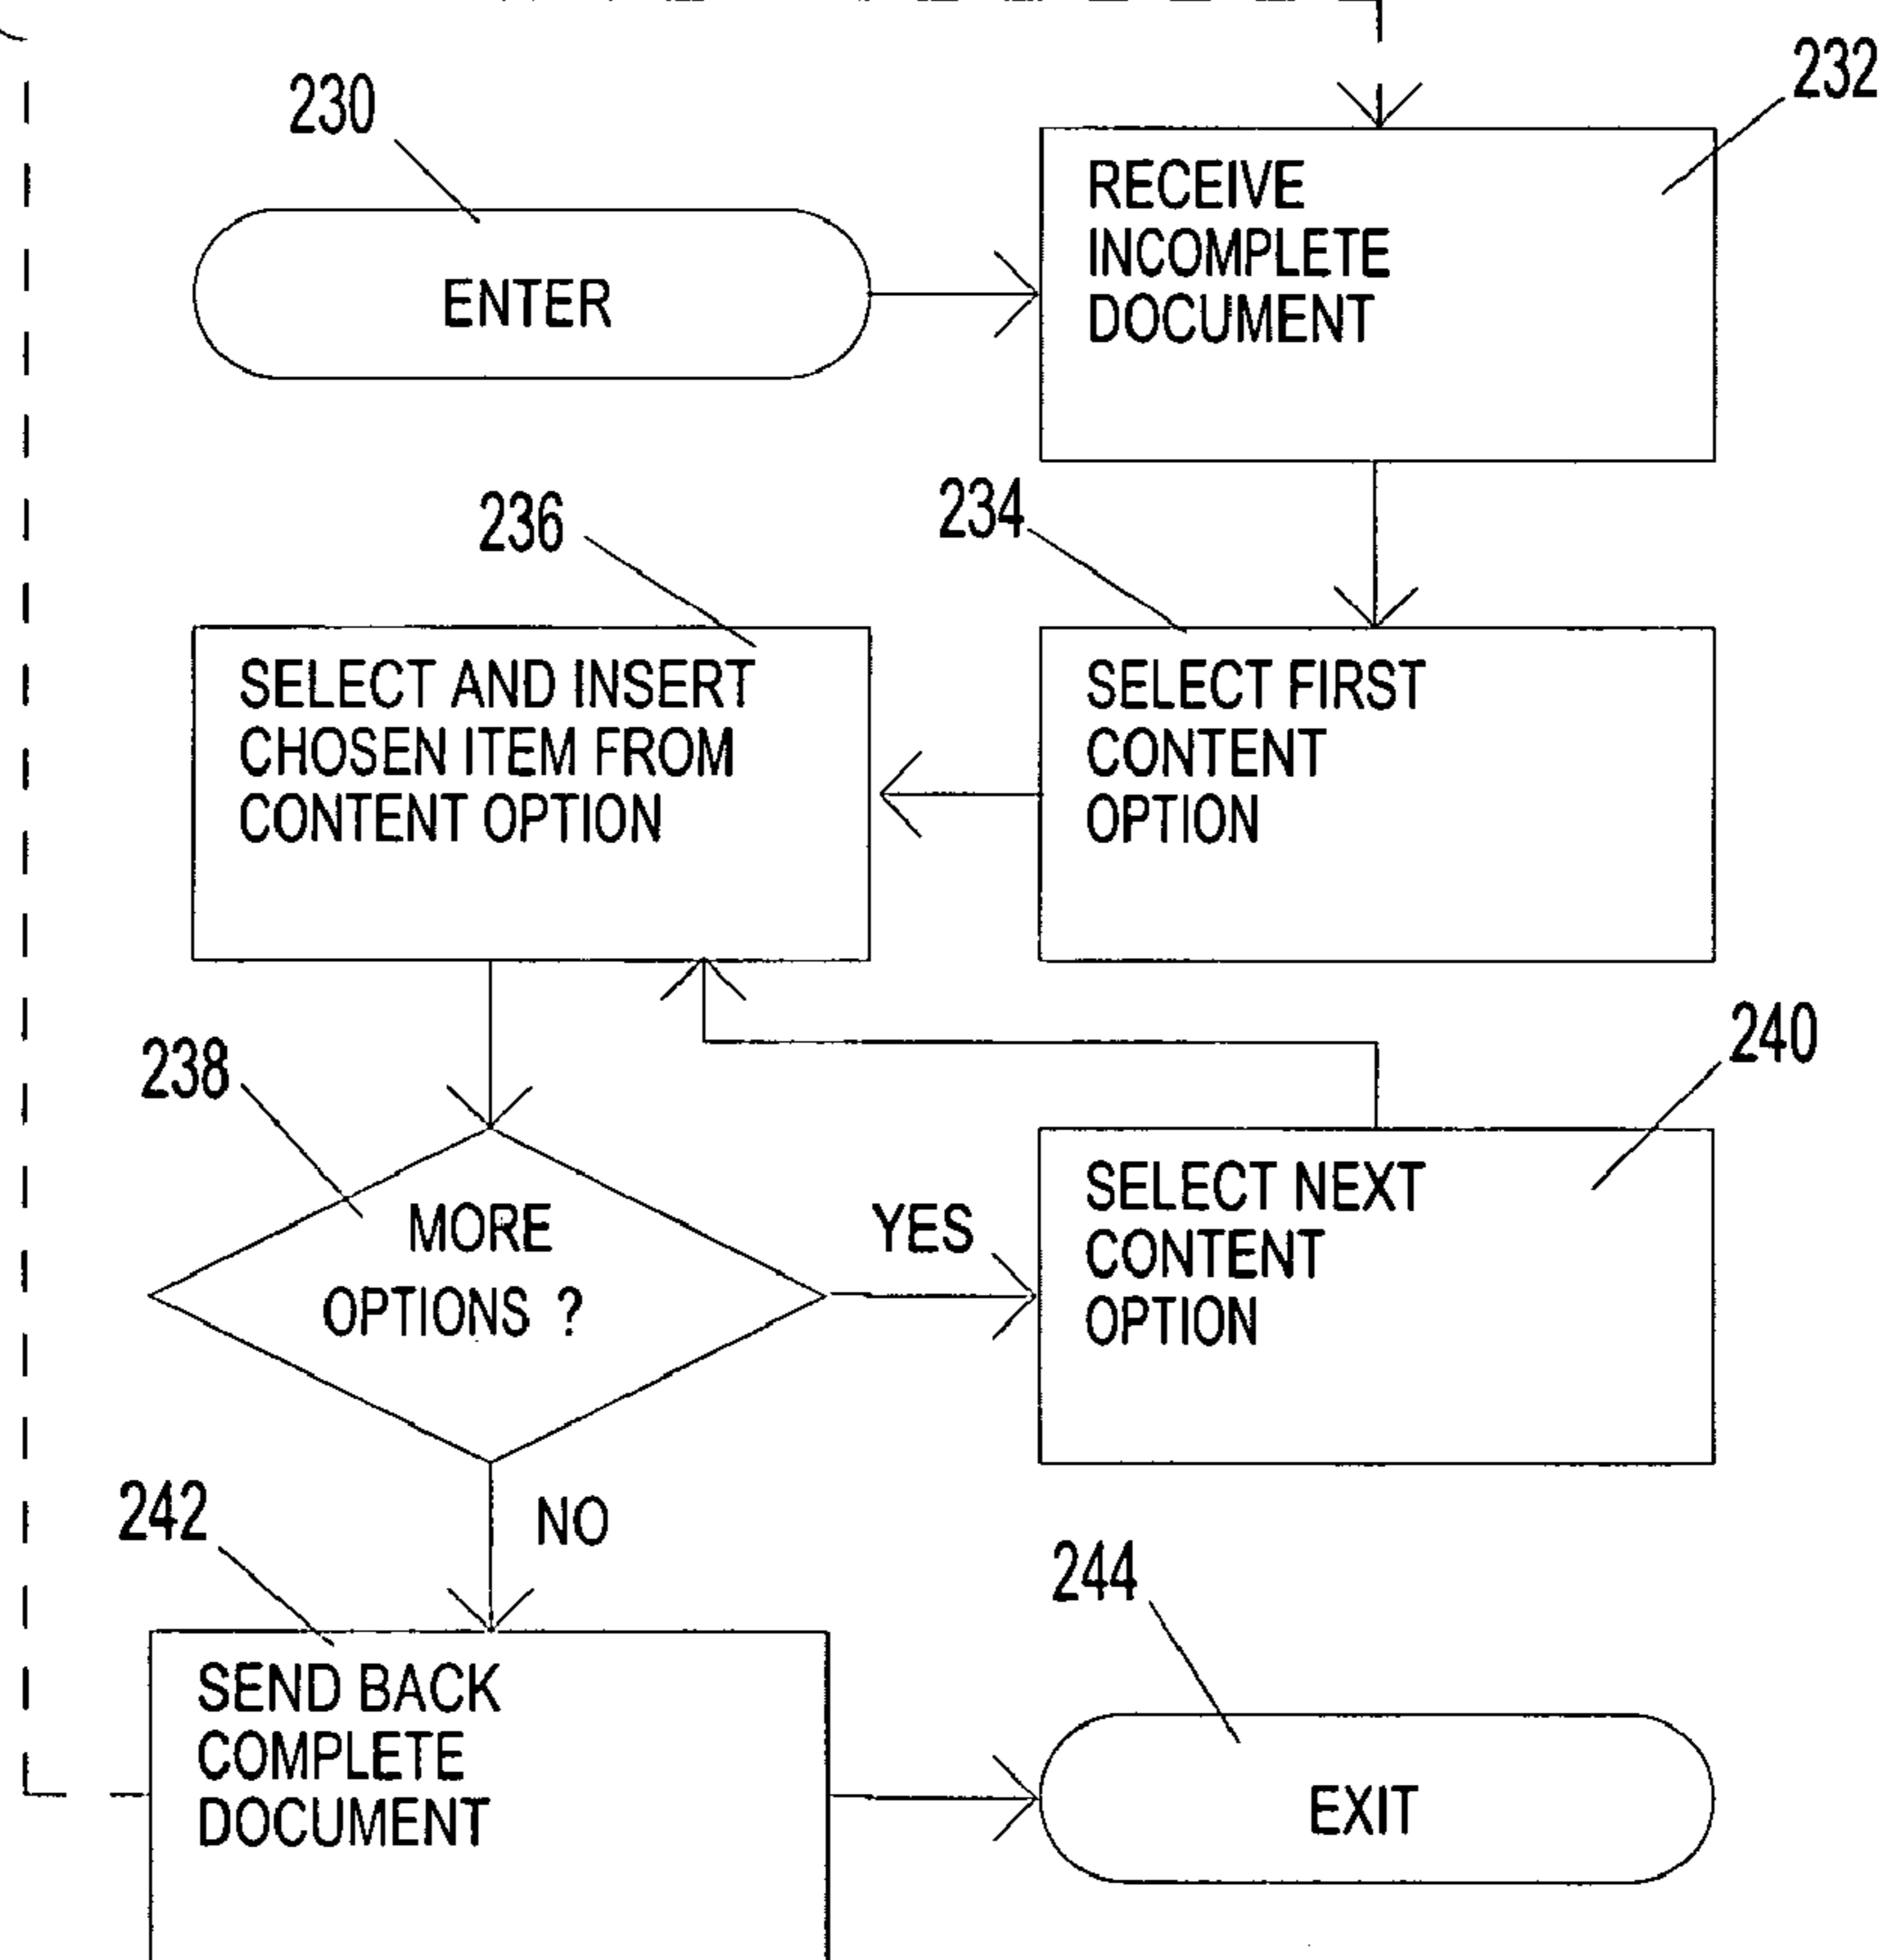 230
ENTER
232
RECEIVE
INCOMPLETE
DOCUMENT
234
SELECT FIRST
CONTENT
OPTION
236
SELECT AND INSERT
CHOSEN ITEM FROM
CONTENT OPTION
238
MORE
OPTIONS ?
YES
240
SELECT NEXT
CONTENT
OPTION
NO
242
SEND BACK
COMPLETE
DOCUMENT
244
EXIT